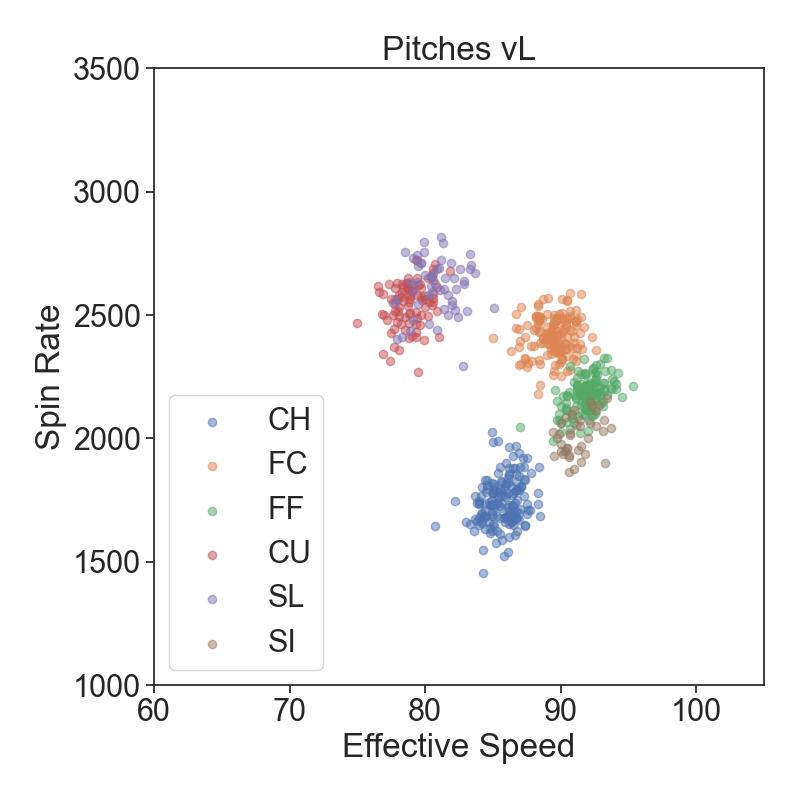 Pitches vL
3500
3000
2500
2000
1500
1000
Spin Rate
CH
FC
FF
CU
SL
SI
60 70 80 90 100
Effective Speed